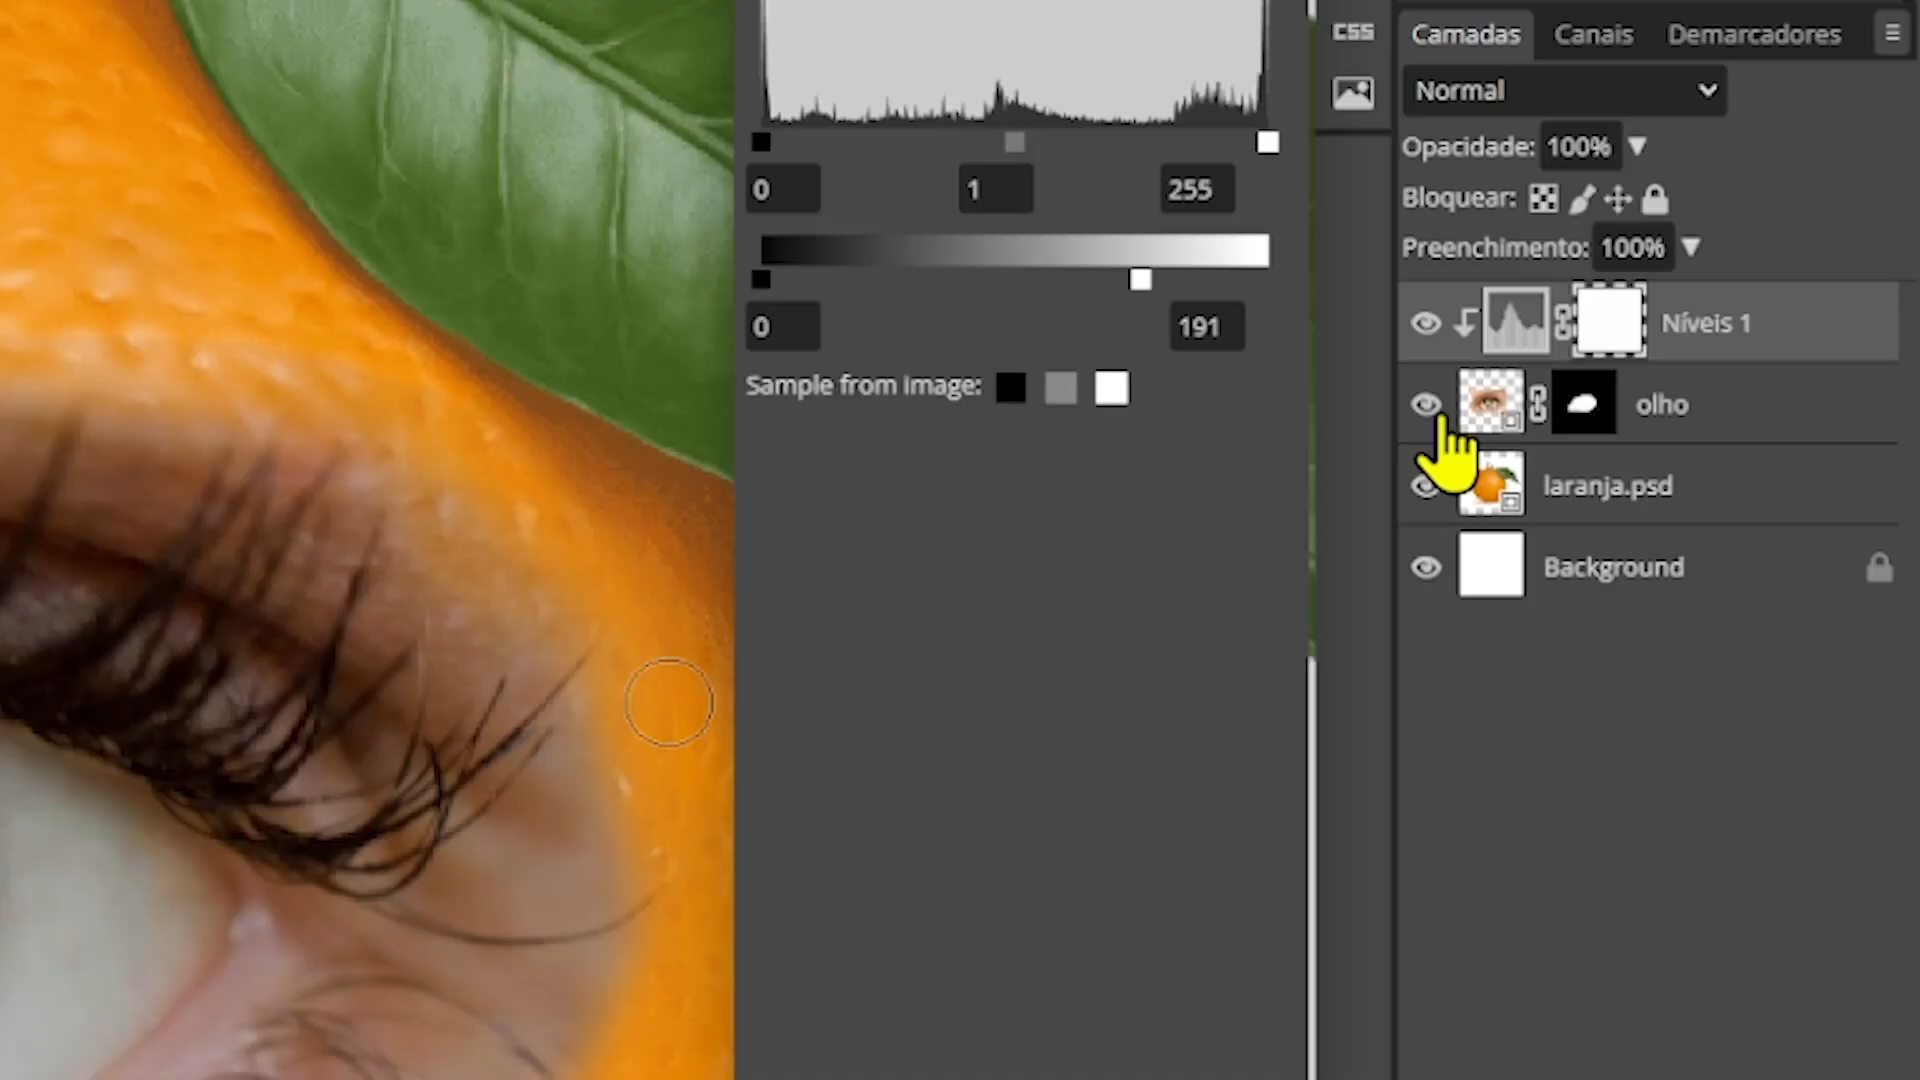 CSS
Camadas Canais Demarcadores
Normal
Opacidade: 100%
Bloquear:
Preenchimento: 100%
0 1 255
0 191
Sample from image:
Níveis 1
olho
laranja.psd
Background